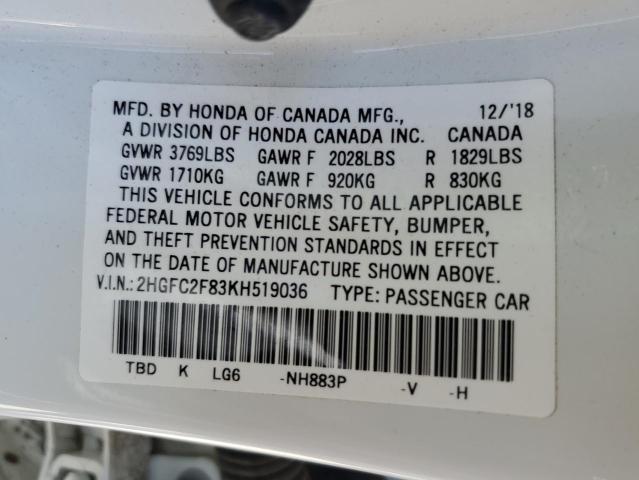 MFD. BY HONDA OF CANADA MFG., 12/'18
A DIVISION OF HONDA CANADA INC. CANADA
GVWR 3769LBS GAWR F 2028LBS R 1829LBS
GVWR 1710KG GAWR F 920KG R 830KG
THIS VEHICLE CONFORMS TO ALL APPLICABLE
FEDERAL MOTOR VEHICLE SAFETY, BUMPER,
AND THEFT PREVENTION STANDARDS IN EFFECT
ON THE DATE OF MANUFACTURE SHOWN ABOVE.
V.I.N.: 2HGFC2F83KH519036 TYPE: PASSENGER CAR
TBD K LG6 -NH883P -V -H